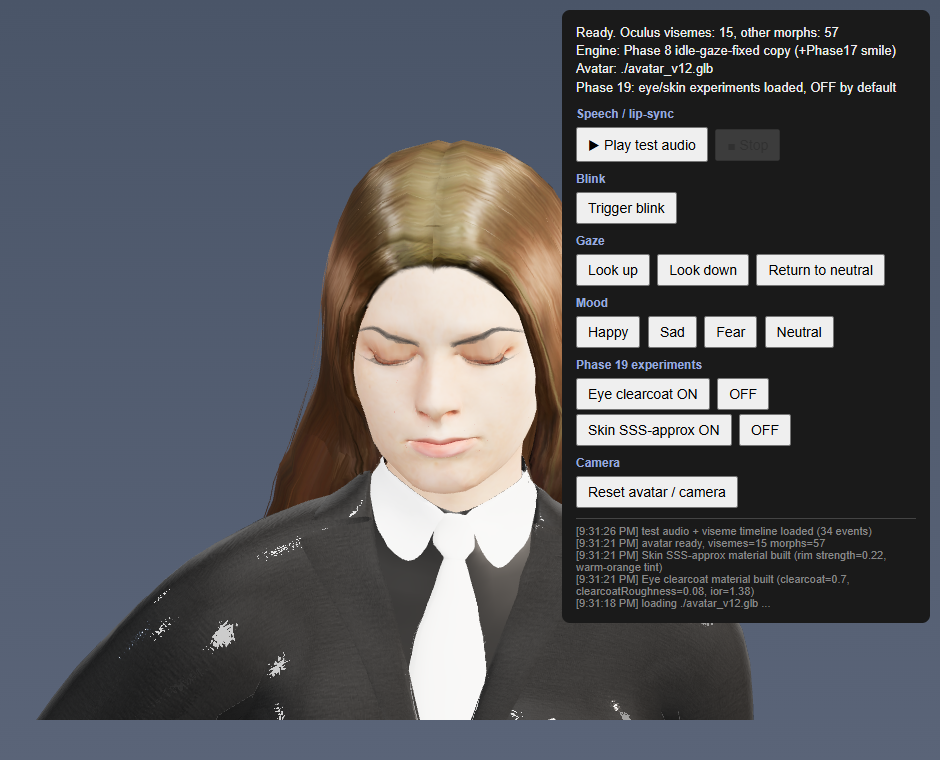 Ready. Oculus visemes: 15, other morphs: 57
Engine: Phase 8 idle-gaze-fixed copy (+Phase17 smile)
Avatar: ./avatar_v12.glb
Phase 19: eye/skin experiments loaded, OFF by default
Speech / lip-sync
▶ Play test audio ■ Stop
Blink
Trigger blink
Gaze
Look up Look down Return to neutral
Mood
Happy Sad Fear Neutral
Phase 19 experiments
Eye clearcoat ON OFF
Skin SSS-approx ON OFF
Camera
Reset avatar / camera
[9:31:26 PM] test audio + viseme timeline loaded (34 events)
[9:31:21 PM] avatar ready, visemes=15 morphs=57
[9:31:21 PM] Skin SSS-approx material built (rim strength=0.22,
warm-orange tint)
[9:31:21 PM] Eye clearcoat material built (clearcoat=0.7,
clearcoatRoughness=0.08, ior=1.38)
[9:31:18 PM] loading ./avatar_v12.glb ...